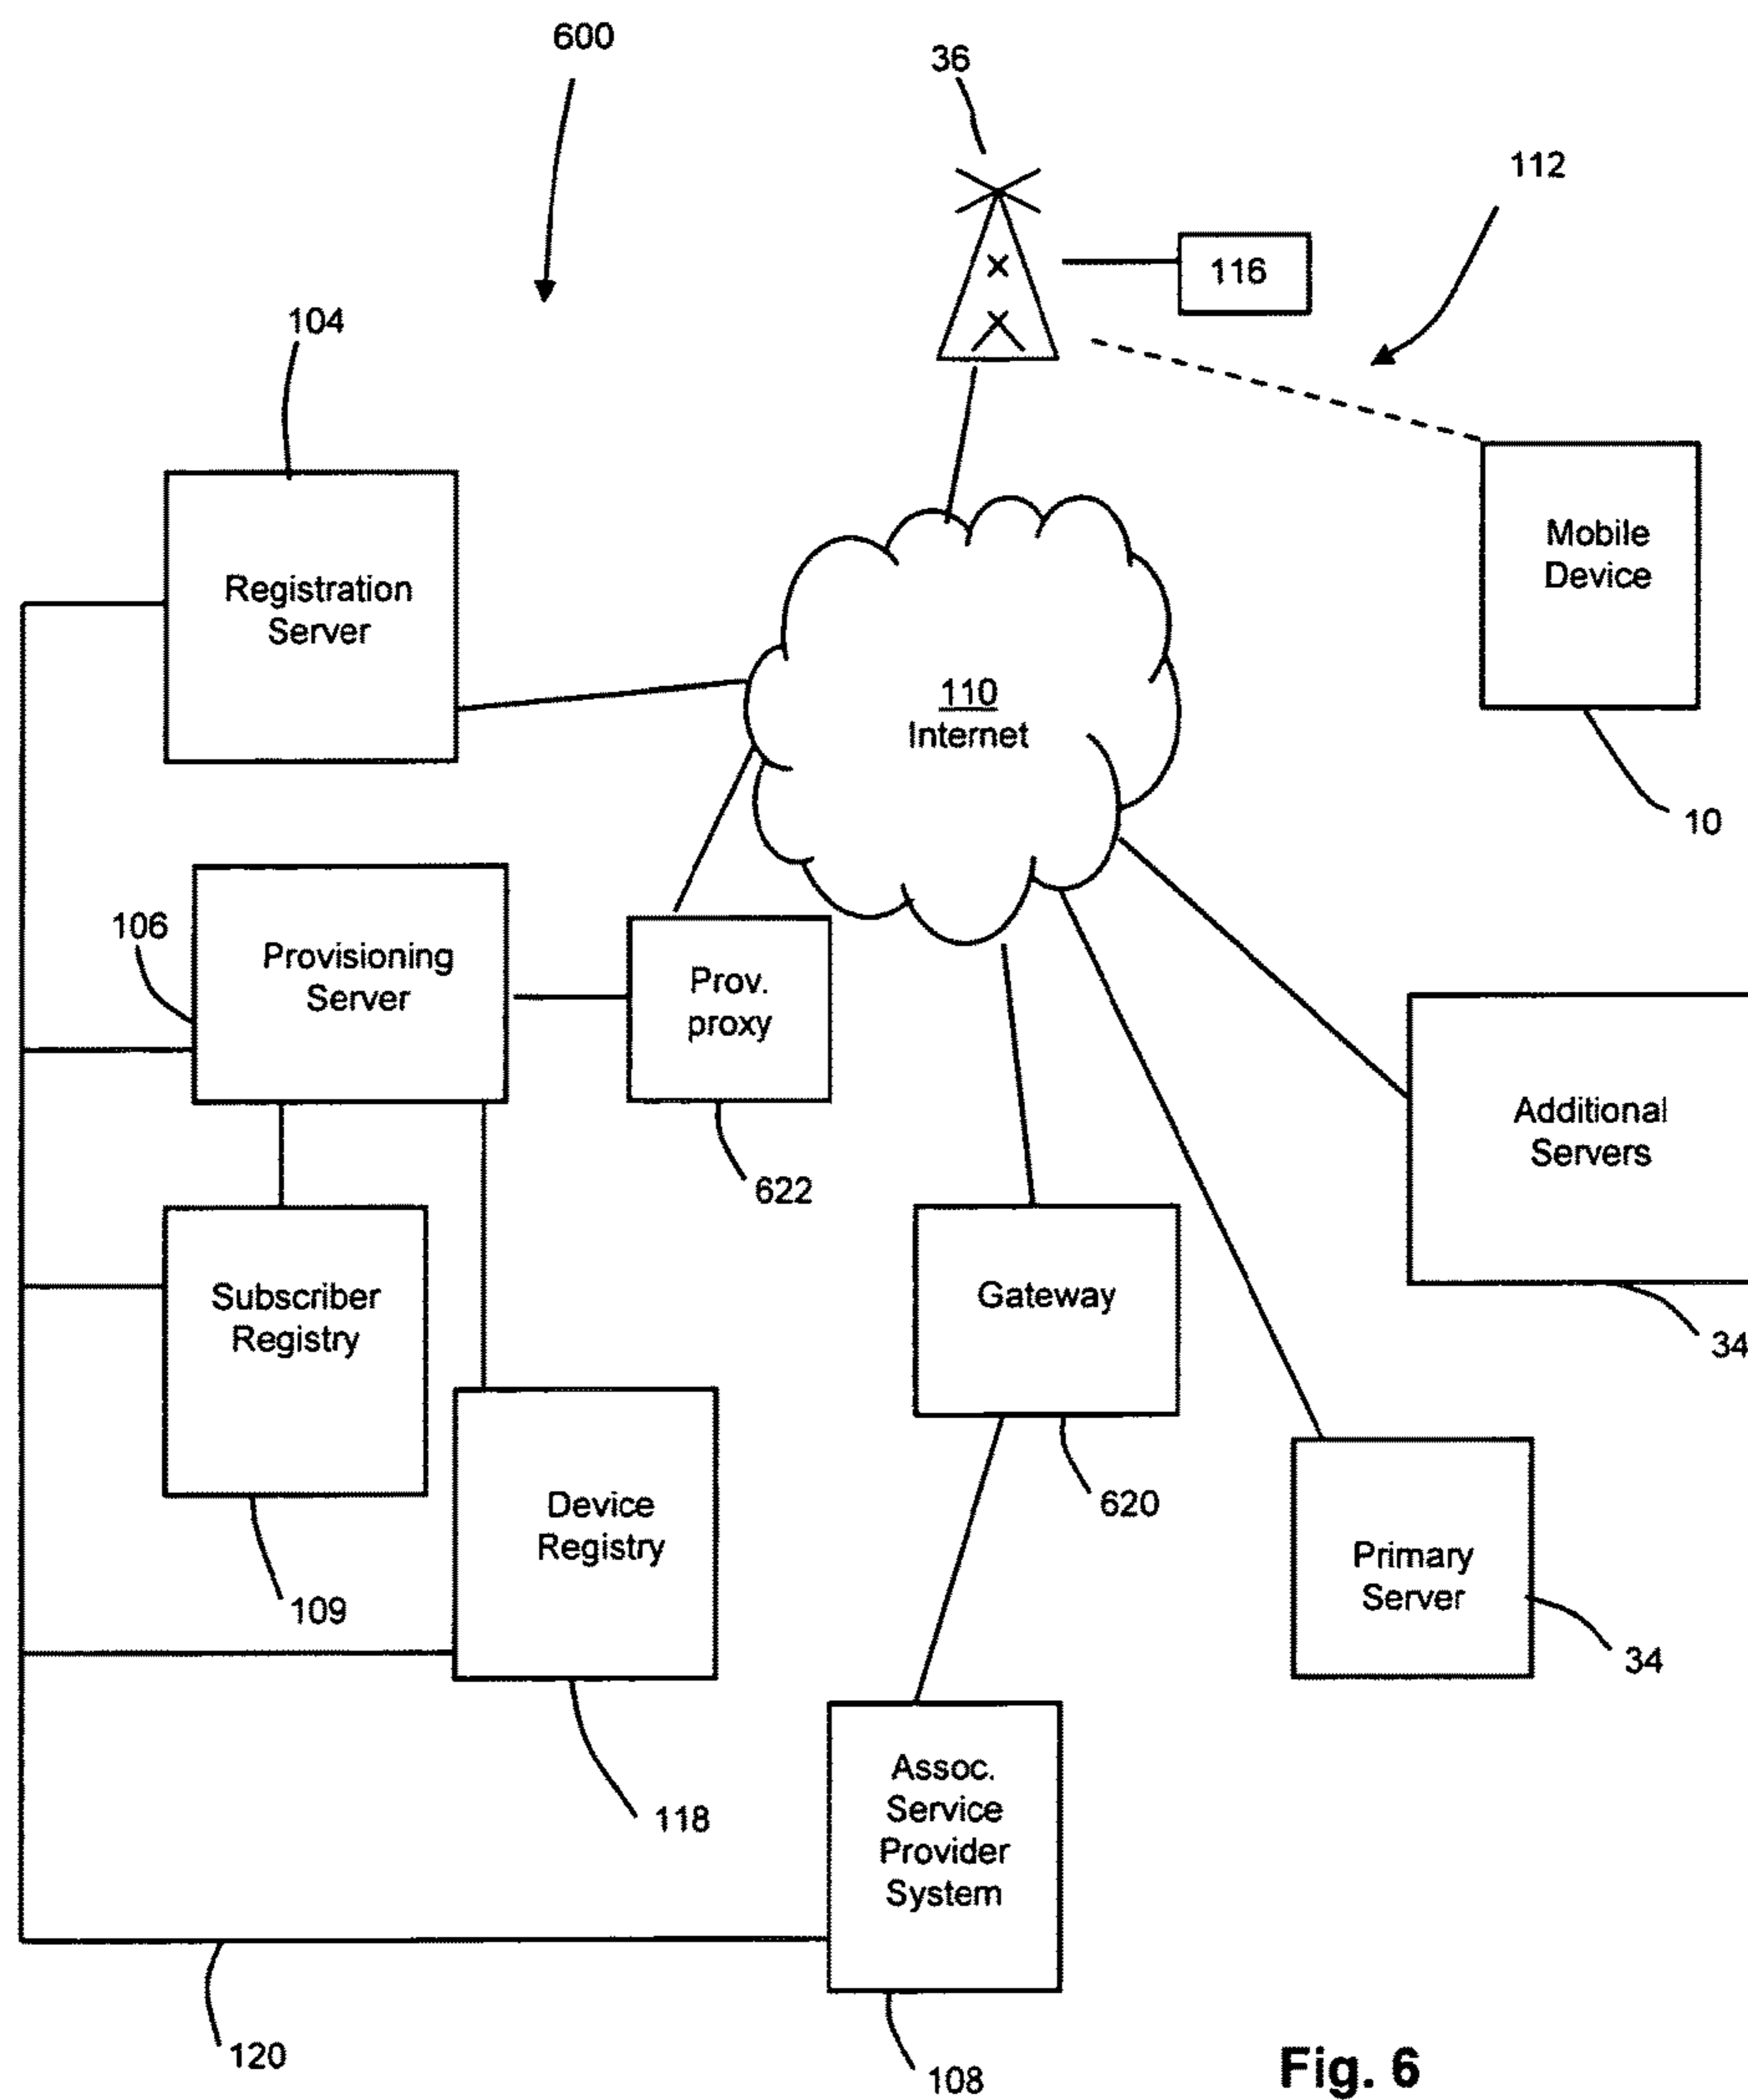 600
36
112
116
104
Mobile
Device
Registration
Server
110
Internet
10
106
Provisioning
Server
Prov.
proxy
Additional
Servers
622
Subscriber
Registry
Gateway
34
620
Device
Registry
Primary
Server
109
34
Assoc.
Service
Provider
System
118
120
108
Fig. 6